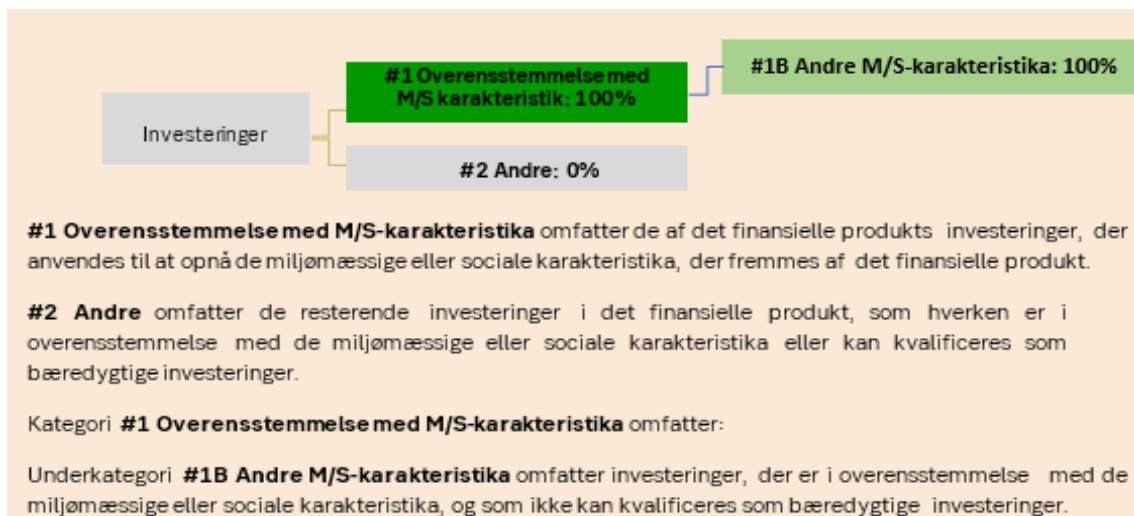 #1 Overensstemmelse med
M/S karakteristik: 100%
#1B Andre M/S-karakteristika: 100%
Investeringer
#2 Andre: 0%
#1 Overensstemmelse med M/S-karakteristika omfatter de af det finansielle produkts investeringer, der
anvendes til at opnå de miljømæssige eller sociale karakteristika, der fremmes af det finansielle produkt.
#2 Andre omfatter de resterende investeringer i det finansielle produkt, som hverken er i
overensstemmelse med de miljømæssige eller sociale karakteristika eller kan kvalificeres som
bæredygtige investeringer.
Kategori #1 Overensstemmelse med M/S-karakteristika omfatter:
Underkategori #1B Andre M/S-karakteristika omfatter investeringer, der er i overensstemmelse med de
miljømæssige eller sociale karakteristika, og som ikke kan kvalificeres som bæredygtige investeringer.